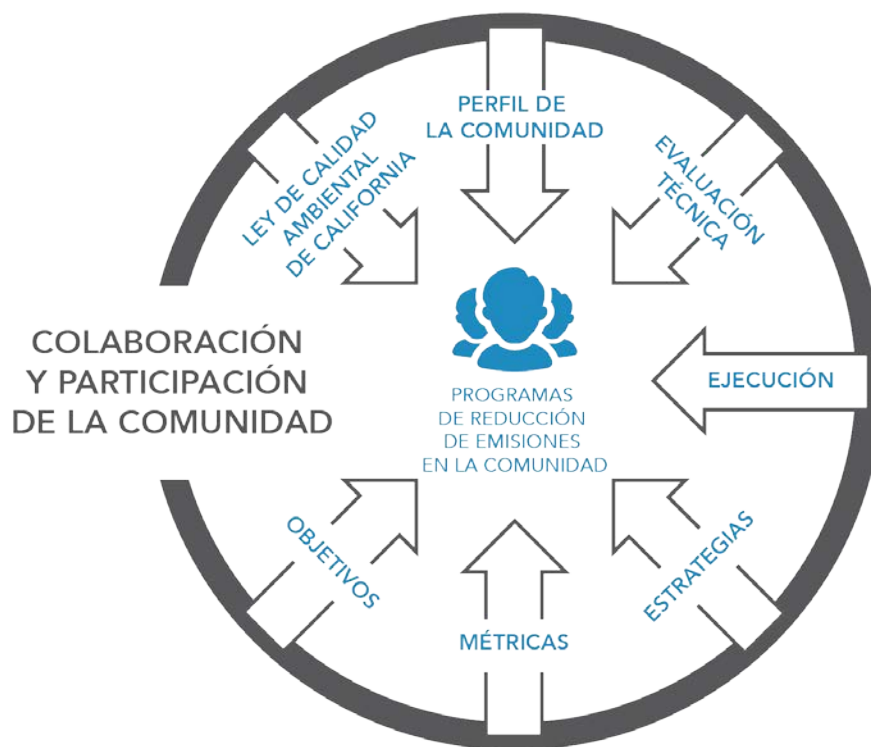 PERFIL DE
LA COMUNIDAD
LEY DE CALIDAD
AMBIENTAL
DE CALIFORNIA
EVALUACIÓN
TÉCNICA
COLABORACIÓN
Y PARTICIPACIÓN
DE LA COMUNIDAD
EJECUCIÓN
PROGRAMAS
DE REDUCCIÓN
DE EMISIONES
EN LA COMUNIDAD
OBJETIVOS
MÉTRICAS
ESTRATEGIAS